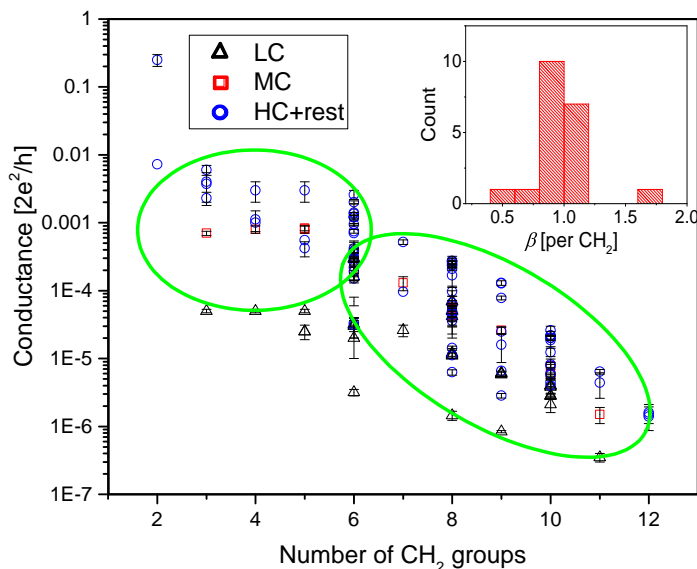 1
0.1
0.01
0.001
1E-4
1E-5
1E-6
1E-7
Conductance [2e²/h]
LC
MC
HC+rest
10
5
0
Count
0.5
1.0
1.5
2.0
β [per CH₂]
2
4
6
8
10
12
Number of CH₂ groups